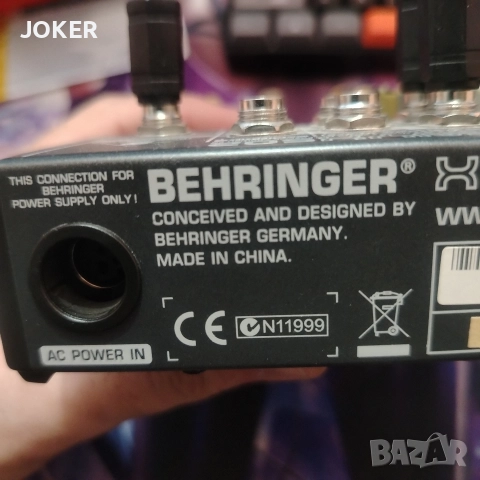 JOKER
THIS CONNECTION FOR
BEHRINGER
POWER SUPPLY ONLY !
BEHRINGER®
CONCEIVED AND DESIGNED BY
BEHRINGER GERMANY.
MADE IN CHINA.
WW
CE
N11999
AC POWER IN
BAZAR